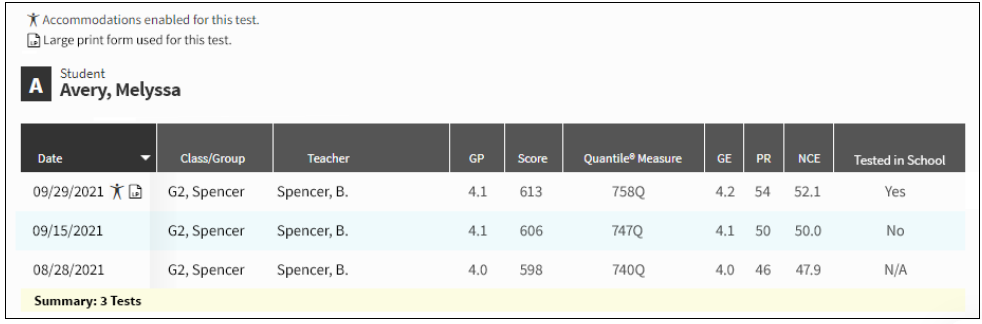 Accommodations enabled for this test.
LP Large print form used for this test.
A Student
Avery, Melyssa
Date Class/Group Teacher GP Score Quantile® Measure GE PR NCE Tested in School
09/29/2021 LP G2, Spencer Spencer, B. 4.1 613 758Q 4.2 54 52.1 Yes
09/15/2021 G2, Spencer Spencer, B. 4.1 606 747Q 4.1 50 50.0 No
08/28/2021 G2, Spencer Spencer, B. 4.0 598 740Q 4.0 46 47.9 N/A
Summary: 3 Tests